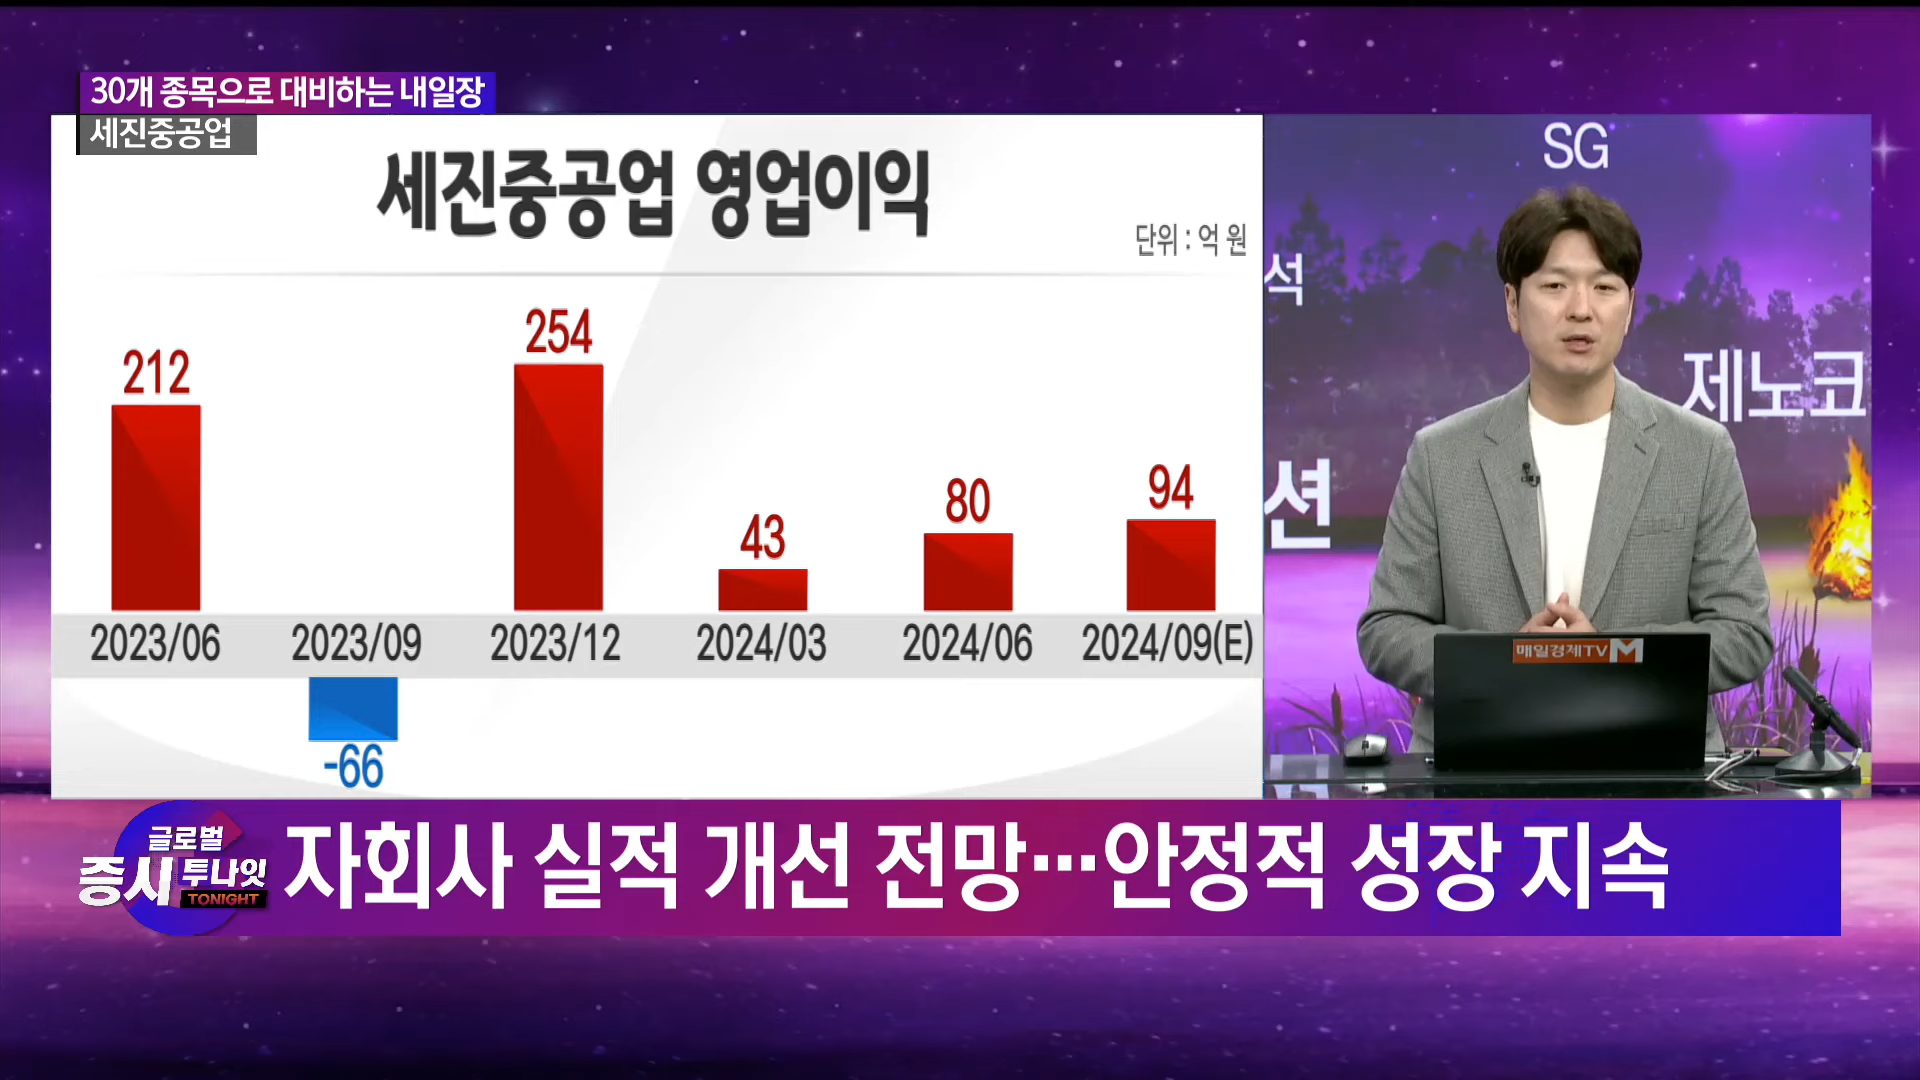 30개 종목으로 대비하는 내일장
세진중공업
세진중공업 영업이익
단위 : 억 원
212
254
43
80
94
2023/06
2023/09
2023/12
2024/03
2024/06
2024/09(E)
-66
SG
석
제노코
션
매일경제TV M
글로벌
증시 투나잇
TONIGHT
자회사 실적 개선 전망…안정적 성장 지속